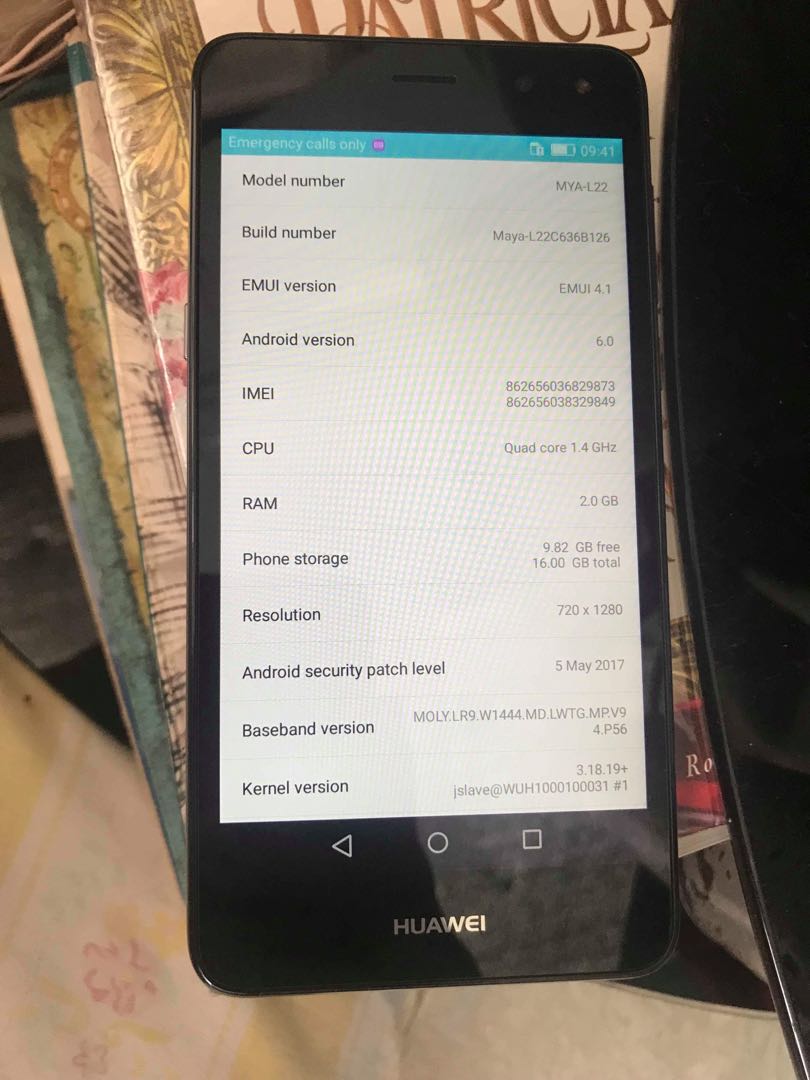 PATRICIA
Emergency calls only
09:41
Model number
MYA-L22
Build number
Maya-L22C636B126
EMUI version
EMUI 4.1
Android version
6.0
IMEI
862656036829873
862656038329849
CPU
Quad core 1.4 GHz
RAM
2.0 GB
Phone storage
9.82 GB free
16.00 GB total
Resolution
720 x 1280
Android security patch level
5 May 2017
Baseband version
MOLY.LR9.W1444.MD.LWTG.MP.V9
4.P56
Kernel version
3.18.19+
jslave@WUH1000100031 #1
Ro
HUAWEI